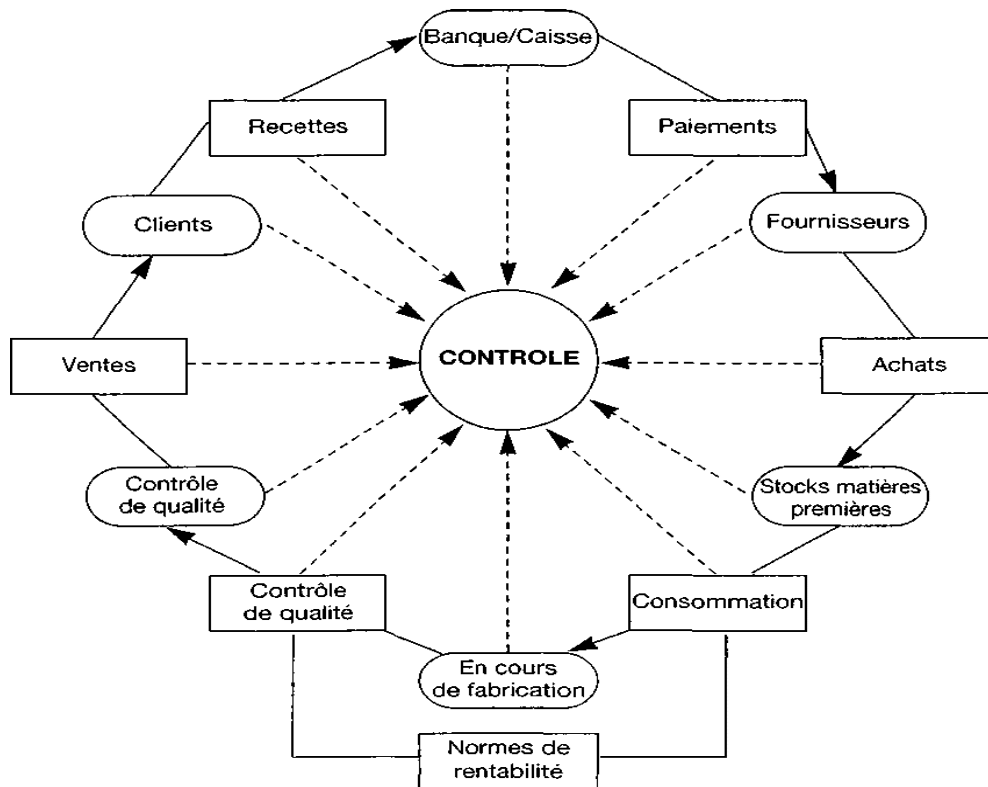 Banque/Caisse
Recettes
Paiements
Clients
Fournisseurs
CONTROLE
Ventes
Achats
Contrôle
de qualité
Stocks matières
premières
Contrôle
de qualité
Consommation
En cours
de fabrication
Normes de
rentabilité